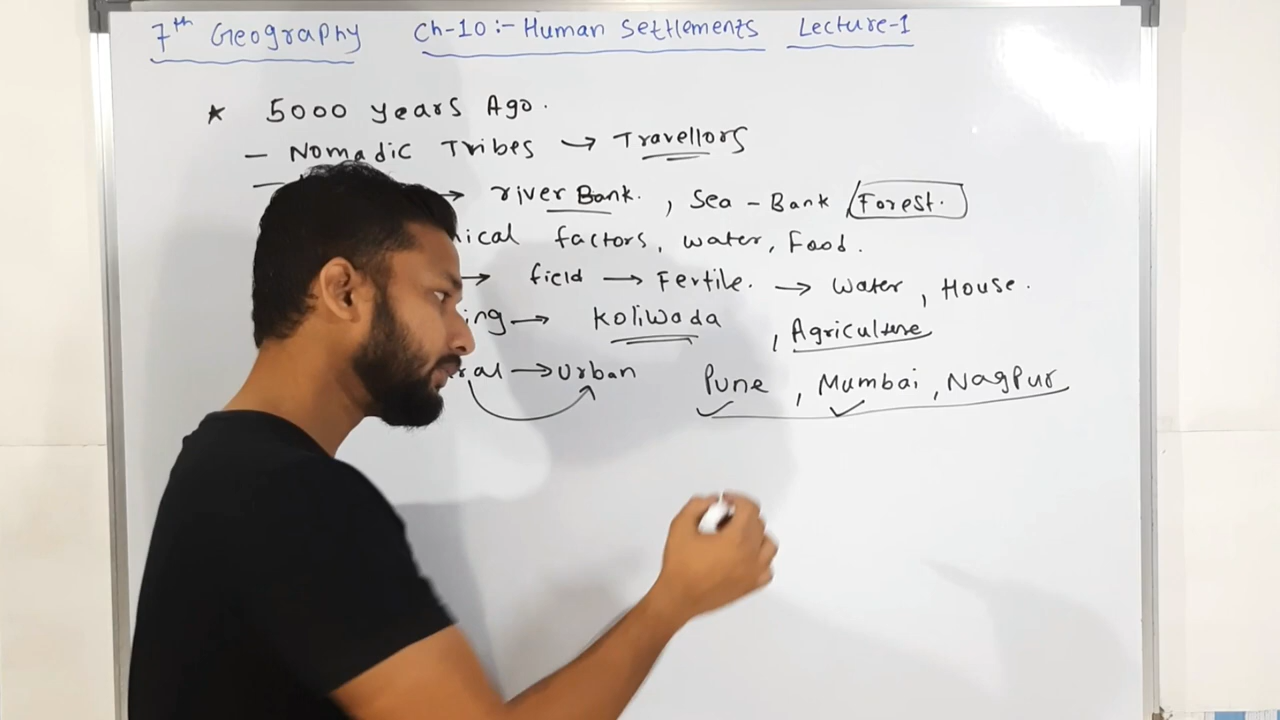 7th Geography Ch-10:- Human Settlements Lecture-1
* 5000 years Ago.
- Nomadic Tribes → Travellors
→ river Bank. , Sea - Bank Forest.
factors, water, Food.
→ field → Fertile. → Water , House.
→ Koliwada , Agriculture
→ Urban Pune , Mumbai , Nagpur